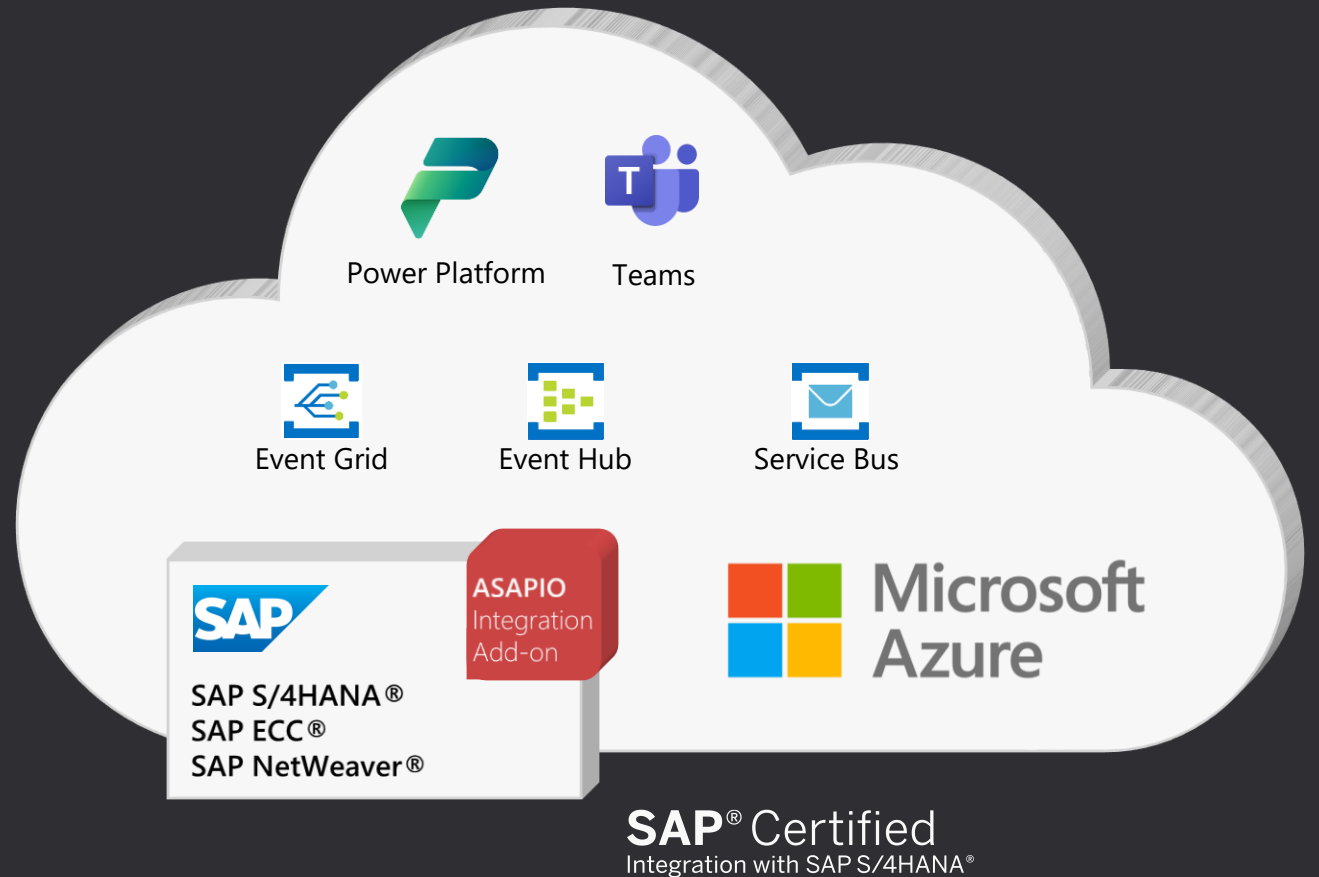 T
Power Platform
Teams
Event Grid
Event Hub
Service Bus
SAP
ASAPIO
Integration
Add-on
SAP S/4HANA®
SAP ECC®
SAP NetWeaver®
Microsoft
Azure
SAP® Certified
Integration with SAP S/4HANA®